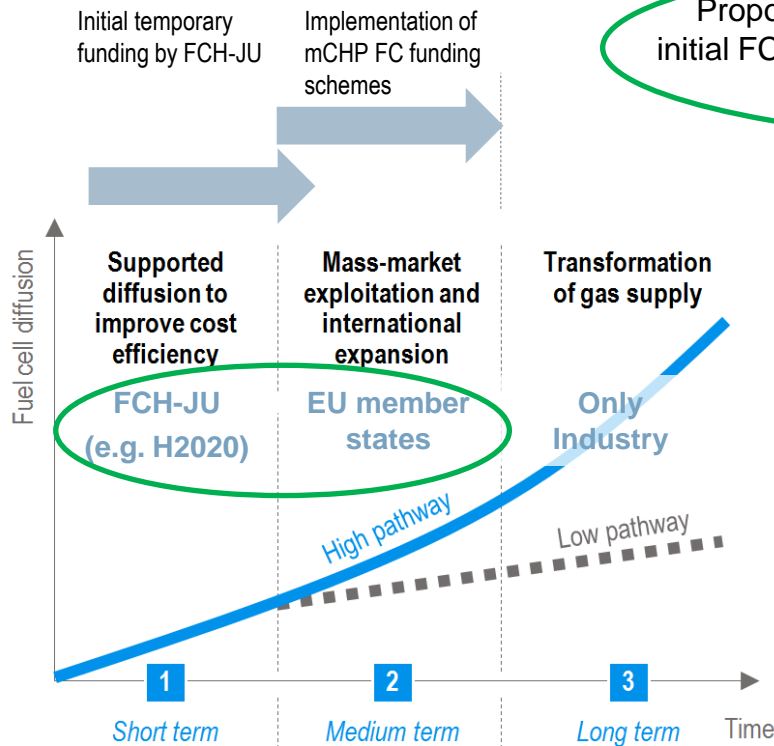 Initial temporary
funding by FCH-JU
Implementation of
mCHP FC funding
schemes
initial FC
Fuel cell diffusion
Supported
diffusion to
improve cost
efficiency
Mass-market
exploitation and
international
expansion
Transformation
of gas supply
FCH-JU
(e.g. H2020)
EU member
states
Only
Industry
High pathway
Low pathway
1
2
3
Short term
Medium term
Long term
Time